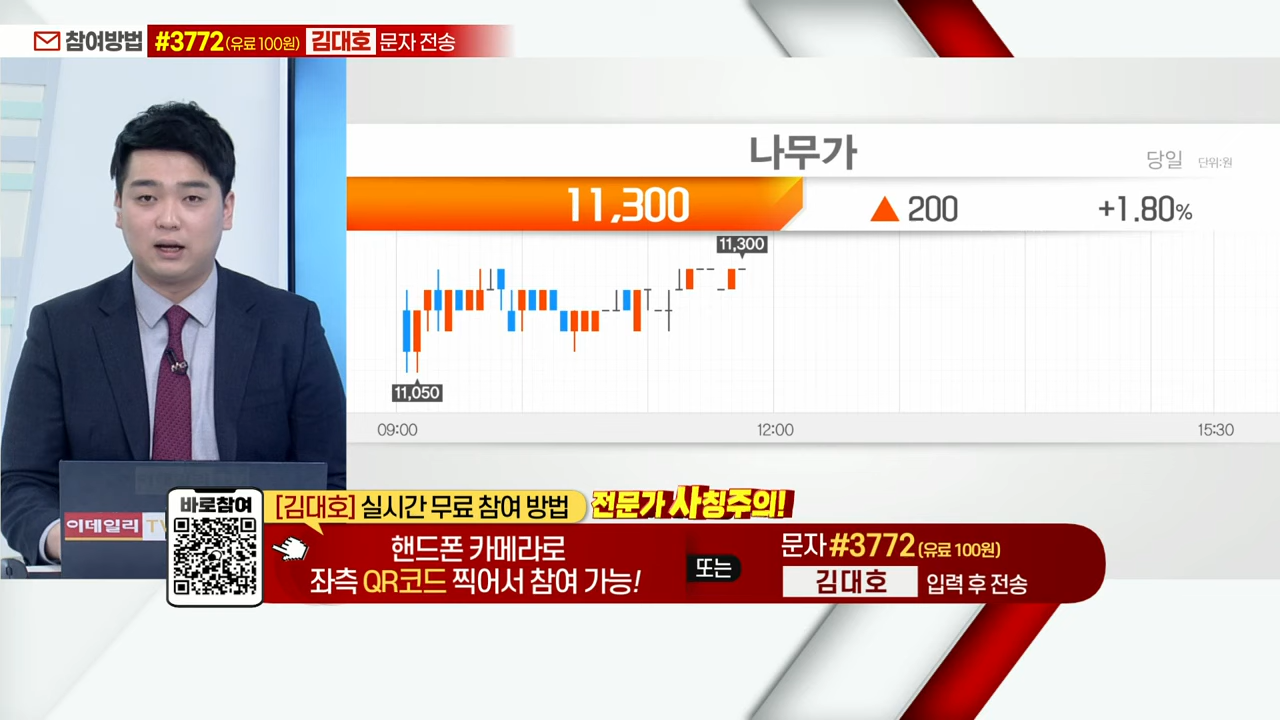 참여방법 #3772(유료 100원) 김대호 문자 전송
나무가
당일 단위:원
11,300 ▲ 200 +1.80%
11,300
11,050
09:00 12:00 15:30
바로참여
[김대호] 실시간 무료 참여 방법 전문가 사칭주의!
이데일리 TV
핸드폰 카메라로
좌측 QR코드 찍어서 참여 가능!
또는
문자 #3772 (유료 100원)
김대호 입력 후 전송